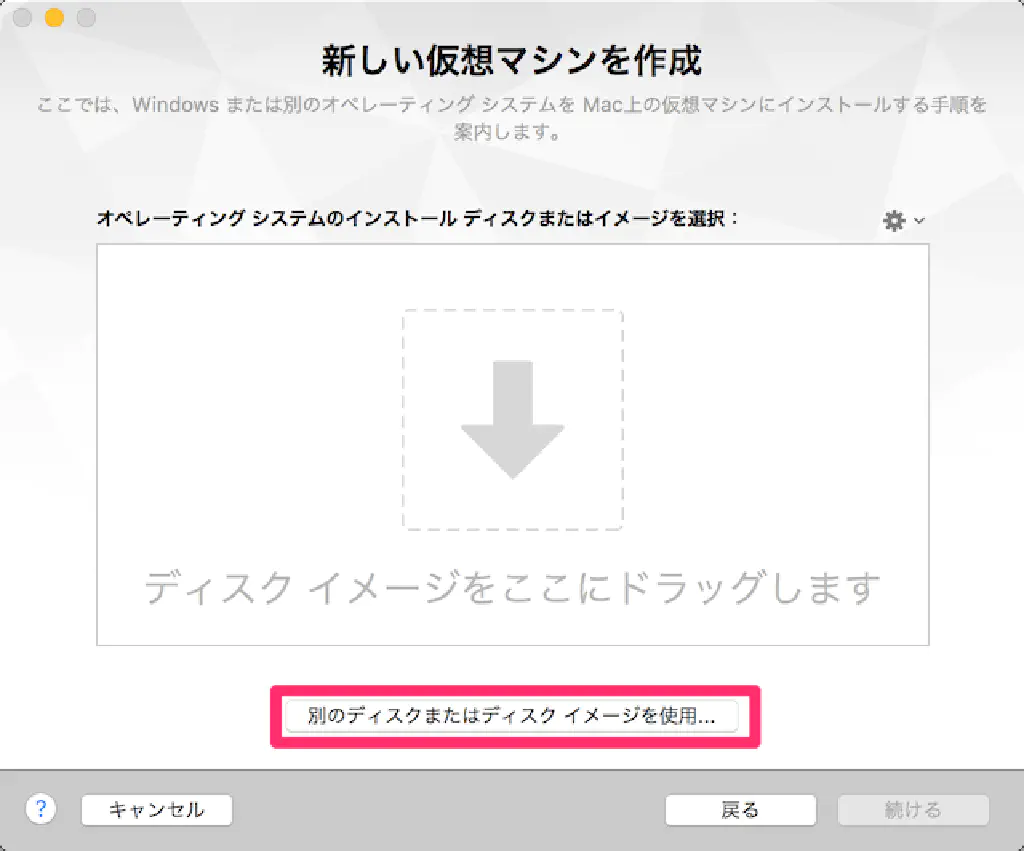 新しい仮想マシンを作成
ここでは、Windows または別のオペレーティング システムを Mac上の仮想マシンにインストールする手順を
案内します。
オペレーティング システムのインストール ディスクまたはイメージを選択：
ディスク イメージをここにドラッグします
別のディスクまたはディスク イメージを使用...
? キャンセル 戻る 続ける